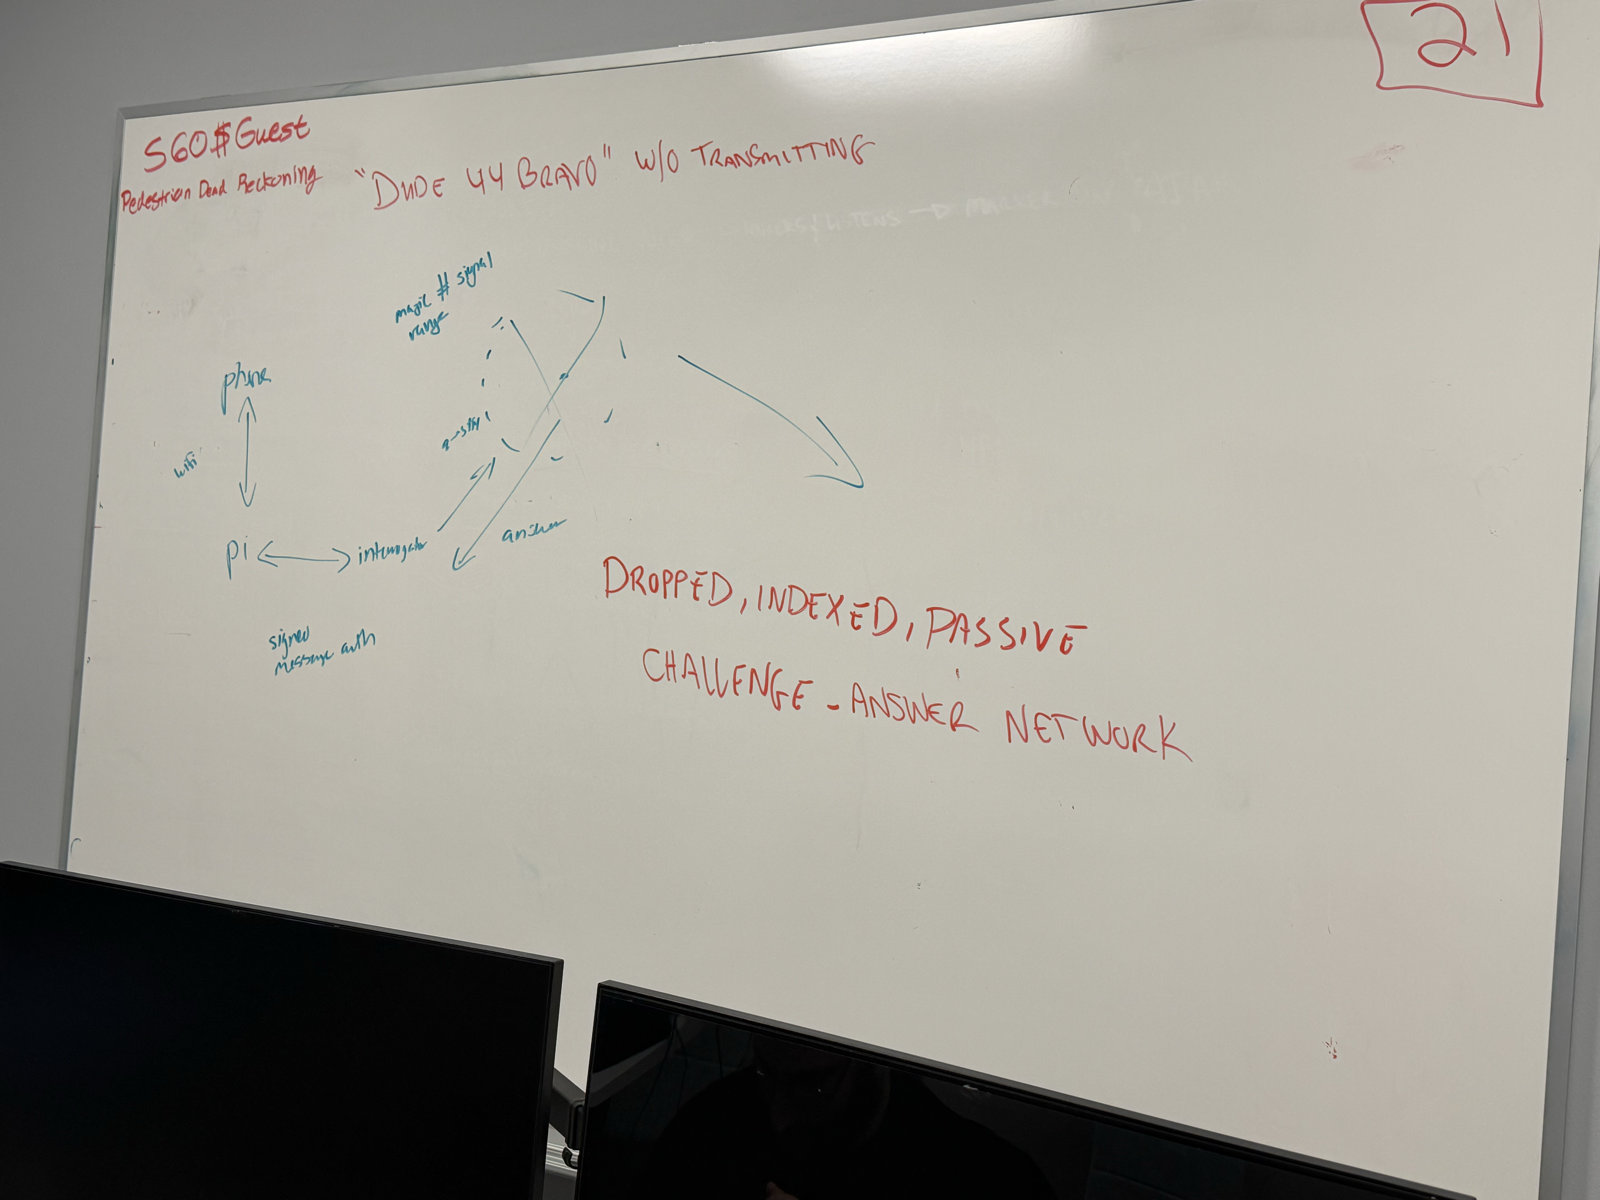 21
S60$Guest
Pedestrian Dead Reckoning
"DUDE 44 BRAVO" W/O TRANSMITTING
magic # signal
range
phone
wifi
pi
interrogator
answer
signed
message auth
DROPPED, INDEXED, PASSIVE
CHALLENGE - ANSWER NETWORK